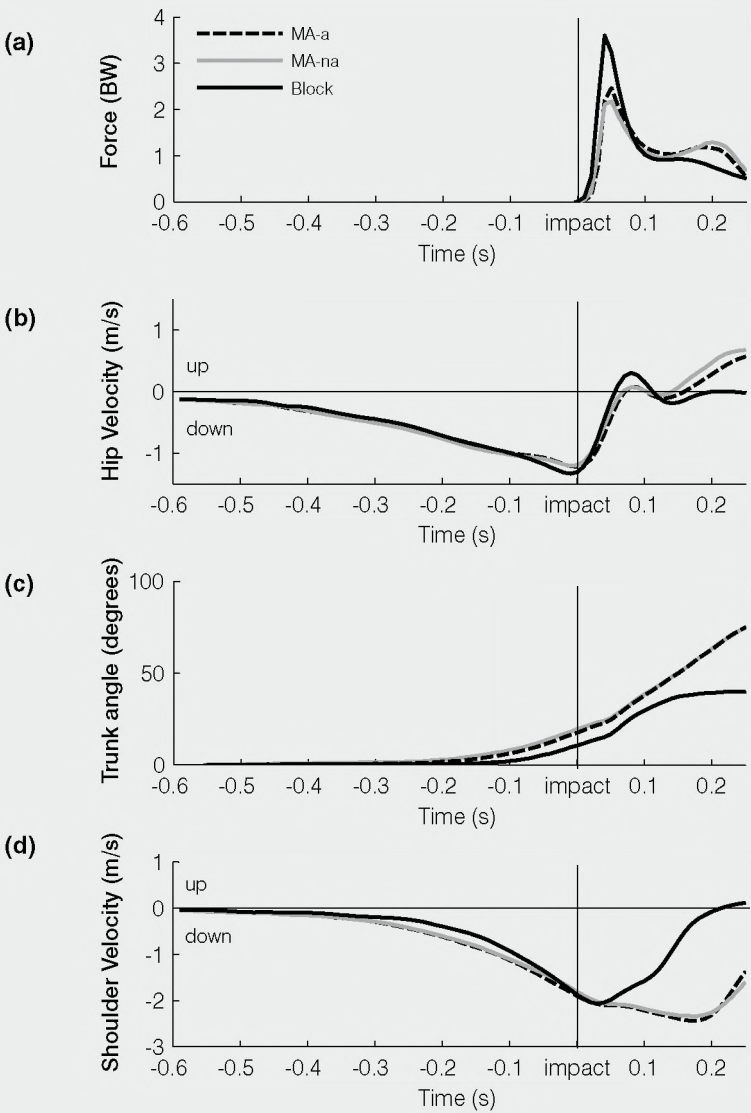 (a)
Force (BW)
4
3
2
1
0
MA-a
MA-na
Block
-0.6 -0.5 -0.4 -0.3 -0.2 -0.1 impact 0.1 0.2
Time (s)
(b)
Hip Velocity (m/s)
1
0
-1
up
down
-0.6 -0.5 -0.4 -0.3 -0.2 -0.1 impact 0.1 0.2
Time (s)
(c)
Trunk angle (degrees)
100
50
0
-0.6 -0.5 -0.4 -0.3 -0.2 -0.1 impact 0.1 0.2
Time (s)
(d)
Shoulder Velocity (m/s)
1
0
-1
-2
-3
up
down
-0.6 -0.5 -0.4 -0.3 -0.2 -0.1 impact 0.1 0.2
Time (s)